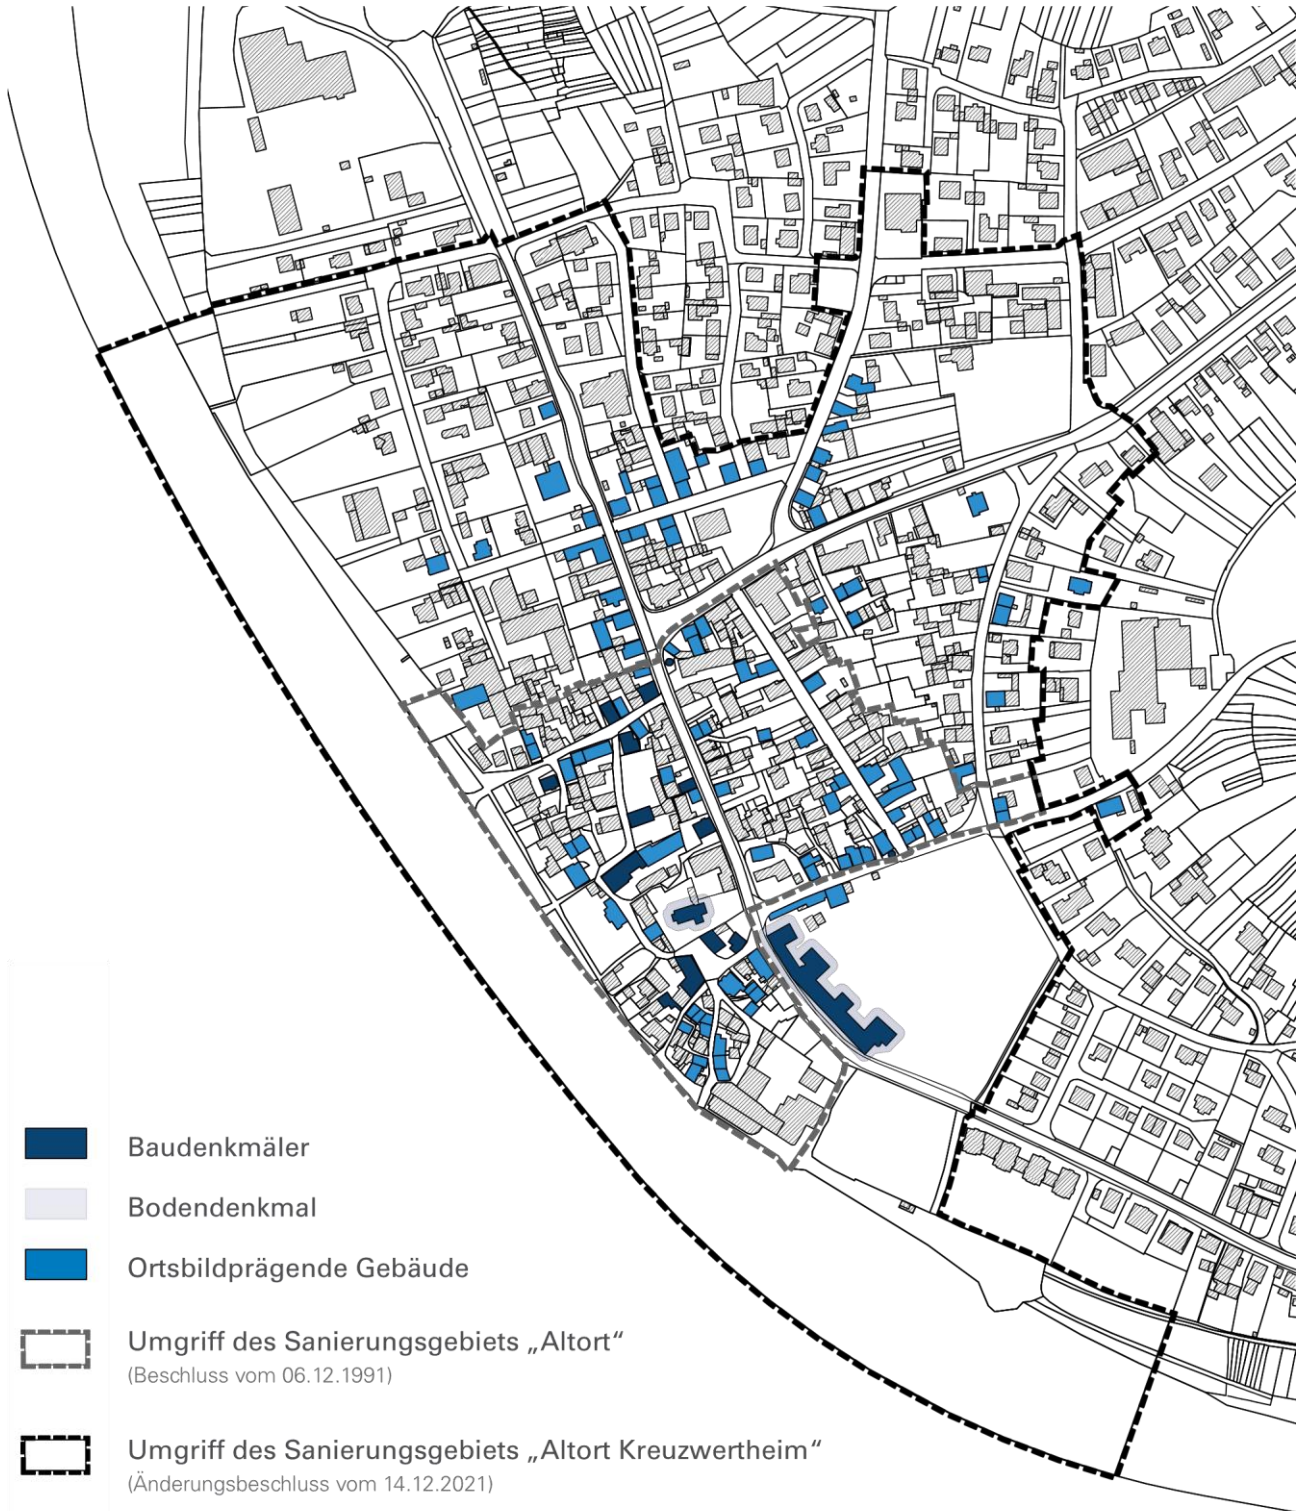 Baudenkmäler
Bodendenkmal
Ortsbildprägende Gebäude
Umgriff des Sanierungsgebiets „Altort“
(Beschluss vom 06.12.1991)
Umgriff des Sanierungsgebiets „Altort Kreuzwertheim“
(Änderungsbeschluss vom 14.12.2021)